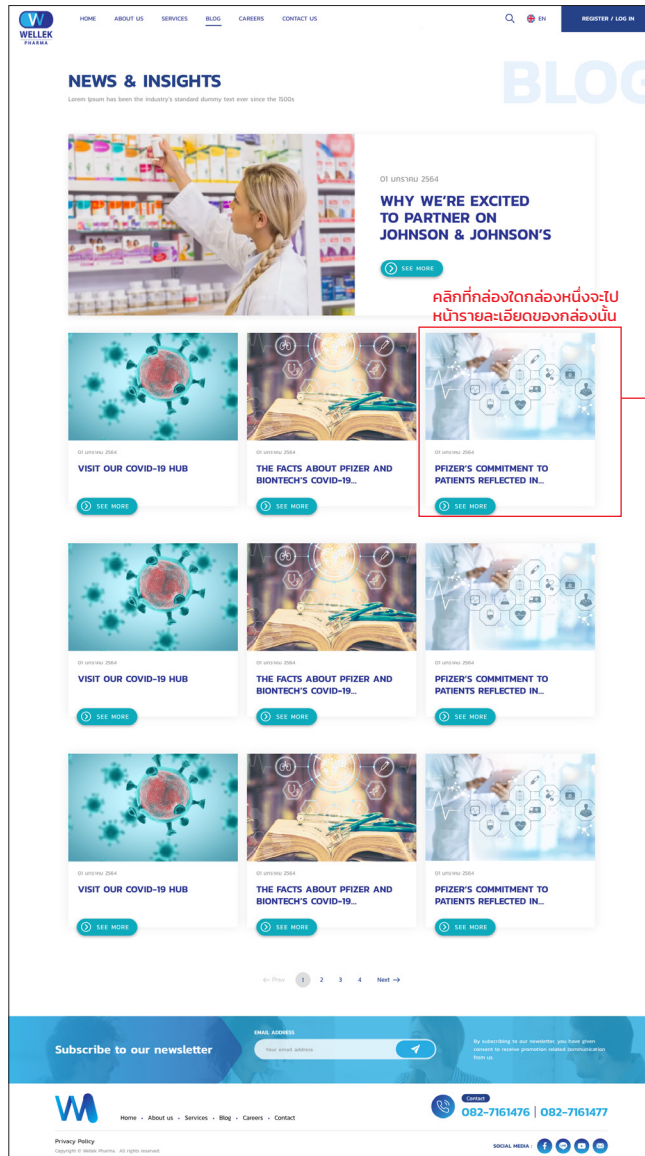 WELLEK
PHARMA
HOME ABOUT US SERVICES BLOG CAREERS CONTACT US
EN
REGISTER / LOG IN
NEWS & INSIGHTS
Lorem Ipsum has been the industry's standard dummy text ever since the 1500s
BLOG
01 มกราคม 2564
WHY WE'RE EXCITED
TO PARTNER ON
JOHNSON & JOHNSON'S
SEE MORE
คลิกที่กล่องใดกล่องหนึ่งจะไป
หน้ารายละเอียดของกล่องนั้น
01 มกราคม 2564
VISIT OUR COVID-19 HUB
SEE MORE
01 มกราคม 2564
THE FACTS ABOUT PFIZER AND
BIONTECH'S COVID-19...
SEE MORE
01 มกราคม 2564
PFIZER'S COMMITMENT TO
PATIENTS REFLECTED IN...
SEE MORE
01 มกราคม 2564
VISIT OUR COVID-19 HUB
SEE MORE
01 มกราคม 2564
THE FACTS ABOUT PFIZER AND
BIONTECH'S COVID-19...
SEE MORE
01 มกราคม 2564
PFIZER'S COMMITMENT TO
PATIENTS REFLECTED IN...
SEE MORE
01 มกราคม 2564
VISIT OUR COVID-19 HUB
SEE MORE
01 มกราคม 2564
THE FACTS ABOUT PFIZER AND
BIONTECH'S COVID-19...
SEE MORE
01 มกราคม 2564
PFIZER'S COMMITMENT TO
PATIENTS REFLECTED IN...
SEE MORE
← Prev 1 2 3 4 Next →
Subscribe to our newsletter
EMAIL ADDRESS
Your email address
By subscribing to our newsletter, you have given
consent to receive promotion related communication
from us.
Home • About us • Services • Blog • Careers • Contact
Contact
082-7161476 | 082-7161477
Privacy Policy
Copyright © Wellek Pharma. All rights reserved.
SOCIAL MEDIA :